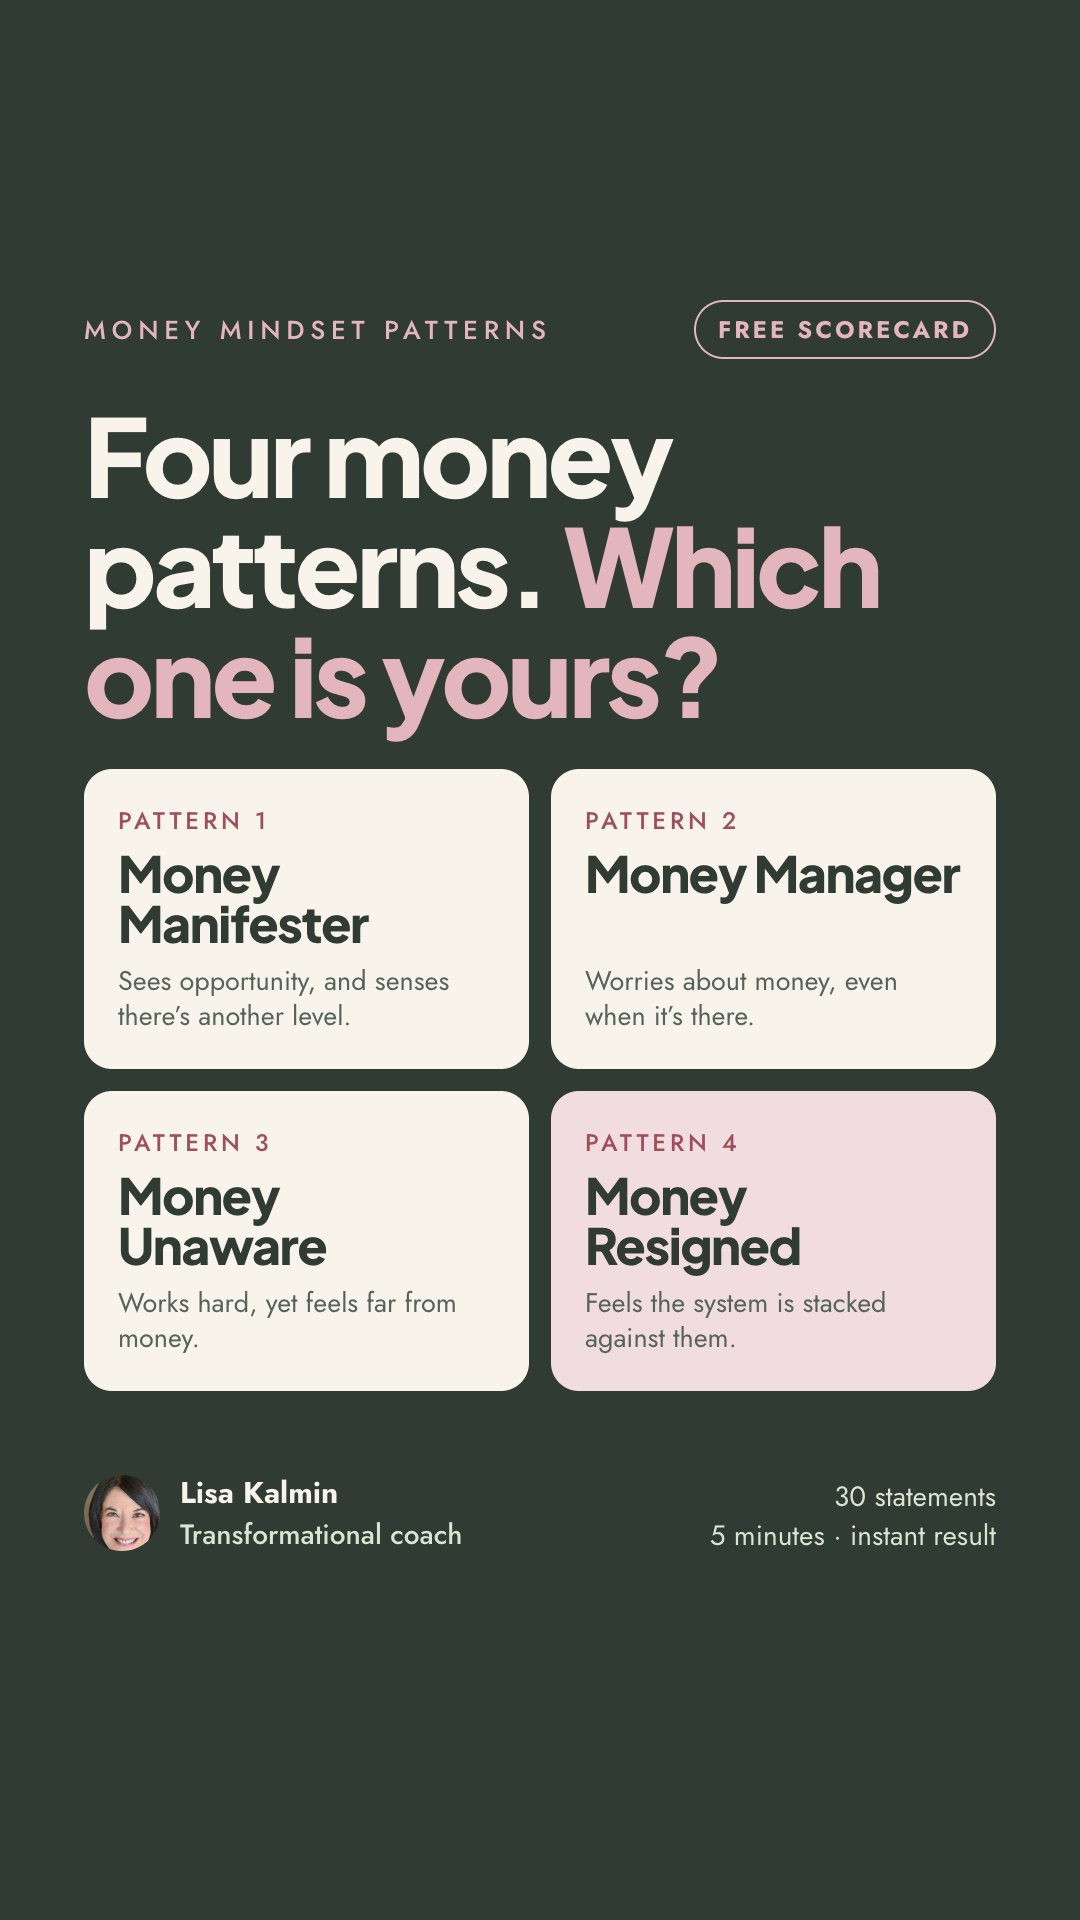 MONEY MINDSET PATTERNS
FREE SCORECARD
Four money
patterns. Which
one is yours?
PATTERN 1
Money
Manifester
Sees opportunity, and senses
there’s another level.
PATTERN 2
Money Manager
Worries about money, even
when it’s there.
PATTERN 3
Money
Unaware
Works hard, yet feels far from
money.
PATTERN 4
Money
Resigned
Feels the system is stacked
against them.
Lisa Kalmin
Transformational coach
30 statements
5 minutes · instant result